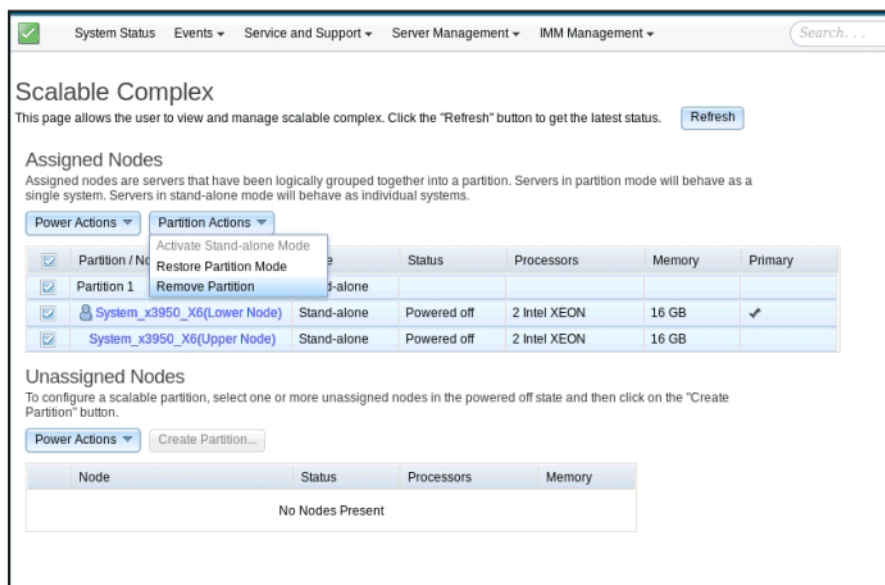 System Status Events Service and Support Server Management IMM Management Search. . .
Scalable Complex
This page allows the user to view and manage scalable complex. Click the "Refresh" button to get the latest status. Refresh
Assigned Nodes
Assigned nodes are servers that have been logically grouped together into a partition. Servers in partition mode will behave as a
single system. Servers in stand-alone mode will behave as individual systems.
Power Actions Partition Actions
Activate Stand-alone Mode
Restore Partition Mode
Remove Partition
Partition / No Status Processors Memory Primary
Partition 1 d-alone
System_x3950_X6(Lower Node) Stand-alone Powered off 2 Intel XEON 16 GB
System_x3950_X6(Upper Node) Stand-alone Powered off 2 Intel XEON 16 GB
Unassigned Nodes
To configure a scalable partition, select one or more unassigned nodes in the powered off state and then click on the "Create
Partition" button.
Power Actions Create Partition...
Node Status Processors Memory
No Nodes Present